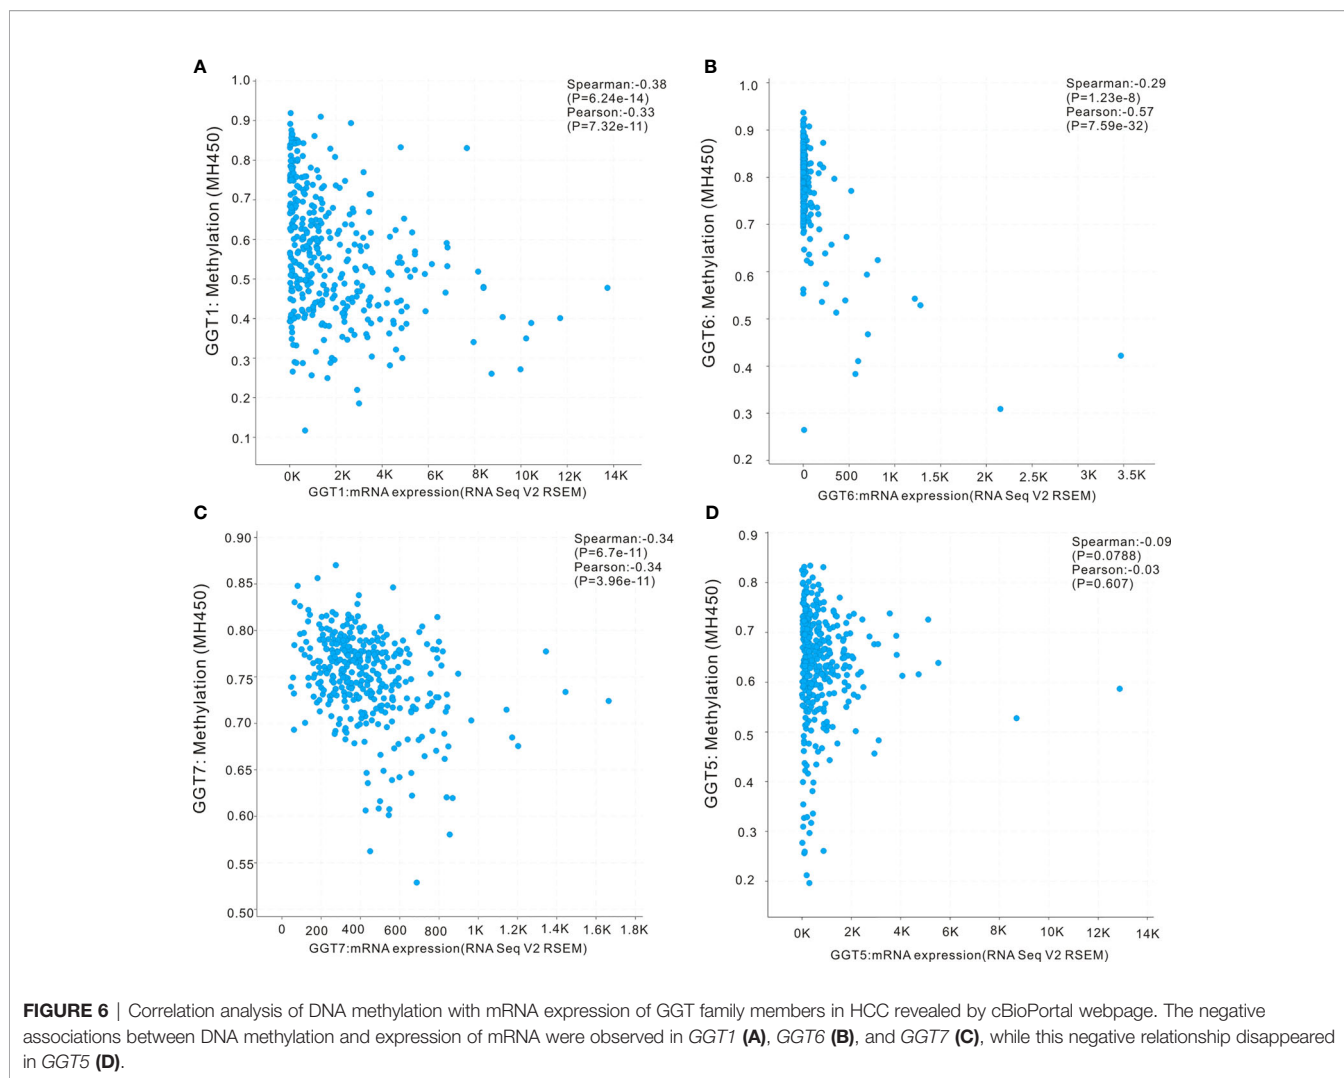 A
Spearman:-0.38
(P=6.24e-14)
Pearson:-0.33
(P=7.32e-11)
GGT1: Methylation (MH450)
1.0
0.9
0.8
0.7
0.6
0.5
0.4
0.3
0.2
0.1
0K 2K 4K 6K 8K 10K 12K 14K
GGT1:mRNA expression(RNA Seq V2 RSEM)
B
Spearman:-0.29
(P=1.23e-8)
Pearson:-0.57
(P=7.59e-32)
GGT6: Methylation (MH450)
1.0
0.9
0.8
0.7
0.6
0.5
0.4
0.3
0.2
0 500 1K 1.5K 2K 2.5K 3K 3.5K
GGT6:mRNA expression(RNA Seq V2 RSEM)
C
Spearman:-0.34
(P=6.7e-11)
Pearson:-0.34
(P=3.96e-11)
GGT7: Methylation (MH450)
0.90
0.85
0.80
0.75
0.70
0.65
0.60
0.55
0.50
0 200 400 600 800 1K 1.2K 1.4K 1.6K 1.8K
GGT7:mRNA expression(RNA Seq V2 RSEM)
D
Spearman:-0.09
(P=0.0788)
Pearson:-0.03
(P=0.607)
GGT5: Methylation (MH450)
0.9
0.8
0.7
0.6
0.5
0.4
0.3
0.2
0K 2K 4K 6K 8K 10K 12K 14K
GGT5:mRNA expression(RNA Seq V2 RSEM)
FIGURE 6 | Correlation analysis of DNA methylation with mRNA expression of GGT family members in HCC revealed by cBioPortal webpage. The negative
associations between DNA methylation and expression of mRNA were observed in GGT1 (A), GGT6 (B), and GGT7 (C), while this negative relationship disappeared
in GGT5 (D).